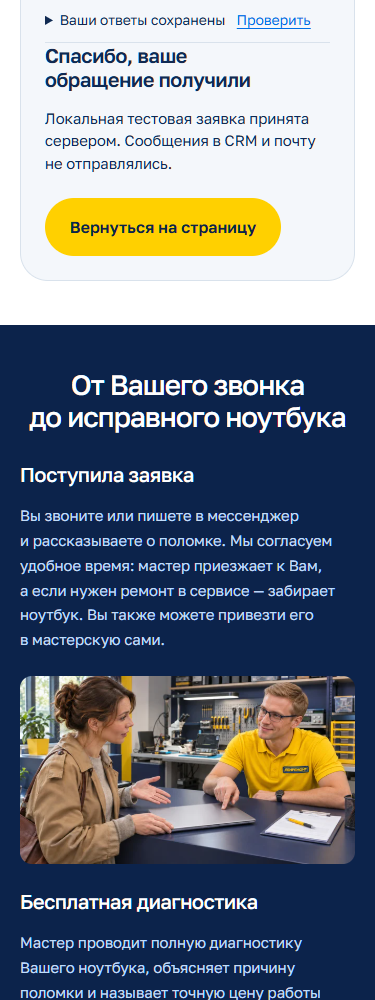 Ваши ответы сохранены Проверить
Спасибо, ваше
обращение получили
Локальная тестовая заявка принята
сервером. Сообщения в CRM и почту
не отправлялись.
Вернуться на страницу
От Вашего звонка
до исправного ноутбука
Поступила заявка
Вы звоните или пишете в мессенджер
и рассказываете о поломке. Мы согласуем
удобное время: мастер приезжает к Вам,
а если нужен ремонт в сервисе — забирает
ноутбук. Вы также можете привезти его
в мастерскую сами.
Бесплатная диагностика
Мастер проводит полную диагностику
Вашего ноутбука, объясняет причину
поломки и называет точную цену работы